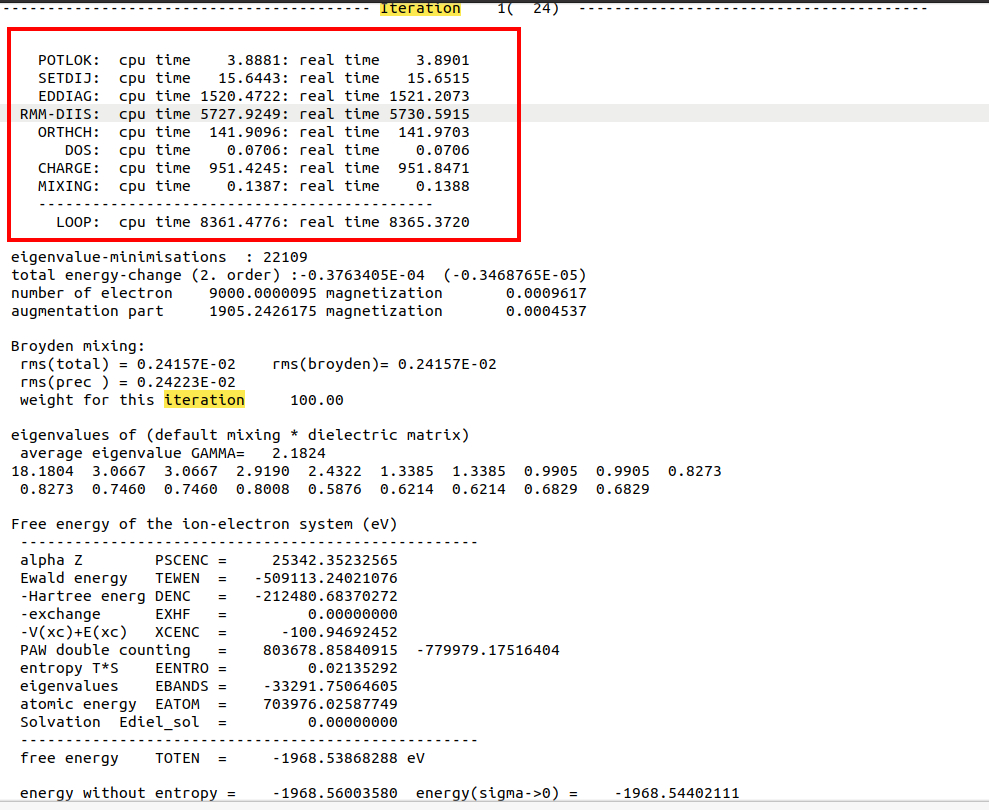 ----------------------------------------- Iteration    1(  24)  ---------------------------------------
POTLOK:  cpu time    3.8881: real time    3.8901
SETDIJ:  cpu time   15.6443: real time   15.6515
EDDIAG:  cpu time 1520.4722: real time 1521.2073
RMM-DIIS:  cpu time 5727.9249: real time 5730.5915
ORTHCH:  cpu time  141.9096: real time  141.9703
DOS:  cpu time    0.0706: real time    0.0706
CHARGE:  cpu time  951.4245: real time  951.8471
MIXING:  cpu time    0.1387: real time    0.1388
--------------------------------------------
LOOP:  cpu time 8361.4776: real time 8365.3720
eigenvalue-minimisations  : 22109
total energy-change (2. order) :-0.3763405E-04  (-0.3468765E-05)
number of electron    9000.0000095 magnetization       0.0009617
augmentation part     1905.2426175 magnetization       0.0004537
Broyden mixing:
rms(total) = 0.24157E-02    rms(broyden)= 0.24157E-02
rms(prec ) = 0.24223E-02
weight for this iteration     100.00
eigenvalues of (default mixing * dielectric matrix)
average eigenvalue GAMMA=   2.1824
18.1804  3.0667  3.0667  2.9190  2.4322  1.3385  1.3385  0.9905  0.9905  0.8273
0.8273  0.7460  0.7460  0.8008  0.5876  0.6214  0.6214  0.6829  0.6829
Free energy of the ion-electron system (eV)
---------------------------------------------------
alpha Z        PSCENC =     25342.35232565
Ewald energy   TEWEN  =   -509113.24021076
-Hartree energ DENC   =   -212480.68370272
-exchange      EXHF   =         0.00000000
-V(xc)+E(xc)   XCENC  =      -100.94692452
PAW double counting   =    803678.85840915  -779979.17516404
entropy T*S    EENTRO =         0.02135292
eigenvalues    EBANDS =    -33291.75064605
atomic energy  EATOM  =    703976.02587749
Solvation  Ediel_sol  =         0.00000000
---------------------------------------------------
free energy    TOTEN  =     -1968.53868288 eV
energy without entropy =    -1968.56003580  energy(sigma->0) =    -1968.54402111